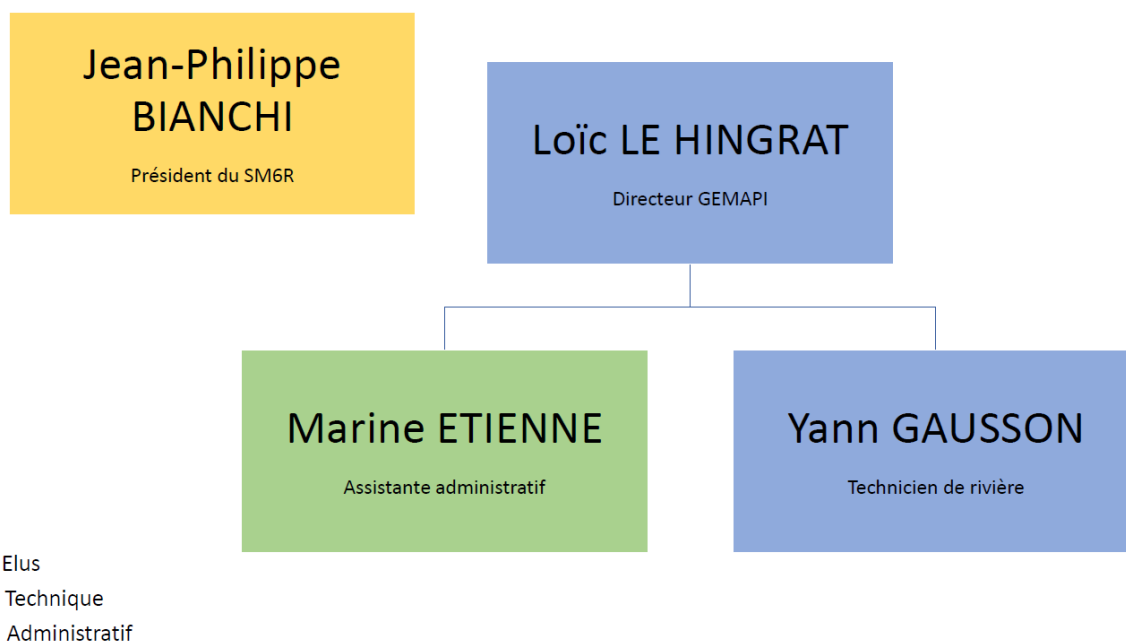 Jean-Philippe
BIANCHI
Président du SM6R
Loïc LE HINGRAT
Directeur GEMAPI
Marine ETIENNE
Assistante administratif
Yann GAUSSON
Technicien de rivière
Elus
Technique
Administratif